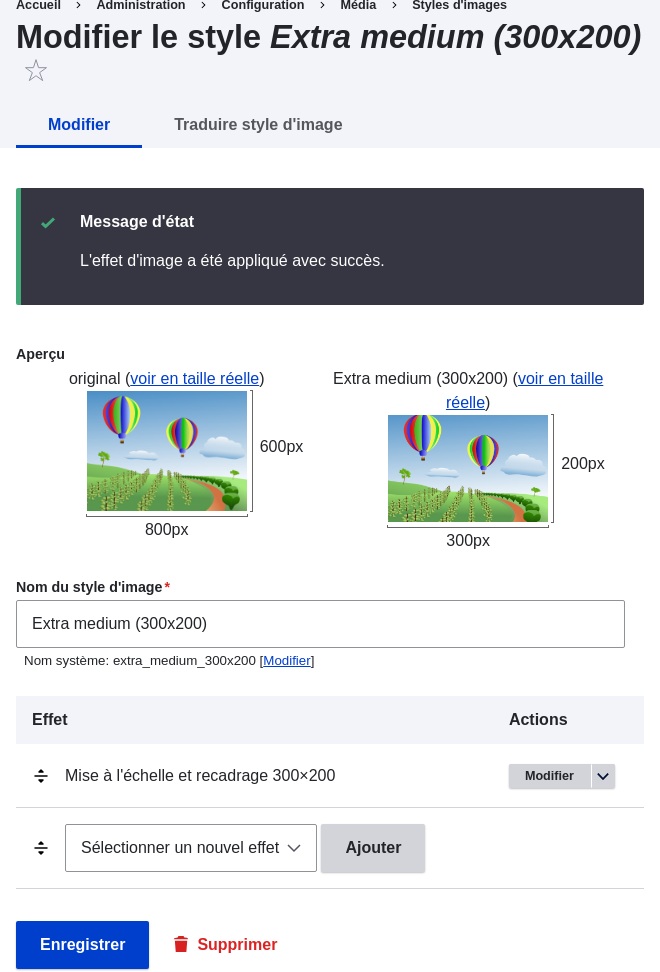 Accueil > Administration > Configuration > Média > Styles d'images
Modifier le style Extra medium (300x200)
Modifier Traduire style d'image
Message d'état
L'effet d'image a été appliqué avec succès.
Aperçu
original (voir en taille réelle)
600px
800px
Extra medium (300x200) (voir en taille
réelle)
200px
300px
Nom du style d'image*
Extra medium (300x200)
Nom système: extra_medium_300x200 [Modifier]
Effet Actions
Mise à l'échelle et recadrage 300×200 Modifier
Sélectionner un nouvel effet Ajouter
Enregistrer Supprimer